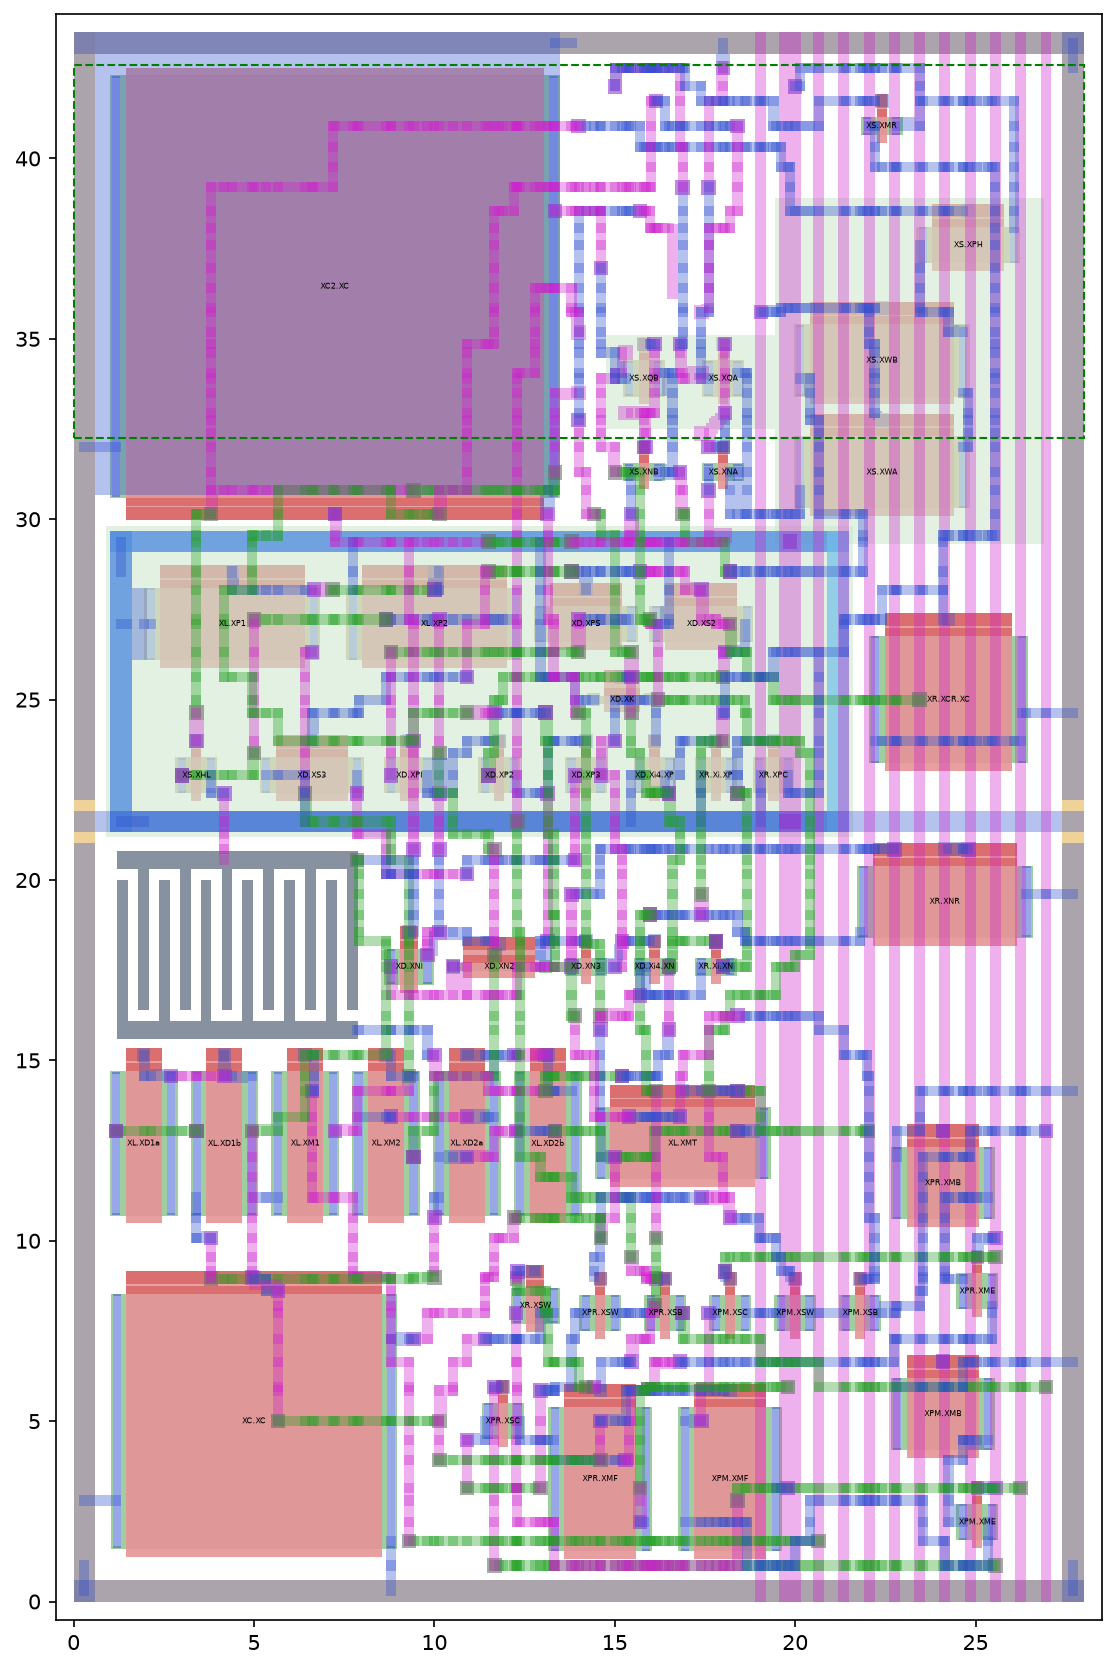 40
XS.XMR
XS.XPH
XC2.XC
35
XS.XWB
XS.XQB XS.XQA
XS.XNB XS.XNA XS.XWA
30
XL.XP1 XL.XP2 XD.XPS XD.XS2
25
XD.XK XR.XCR.XC
XS.XHL XD.XS3 XD.XPI XD.XP2 XD.XP3 XD.Xi4.XP XR.Xi.XP XR.XPC
20
XR.XNR
XD.XNI XD.XN2 XD.XN3 XD.Xi4.XN XR.Xi.XN
15
XL.XD1a XL.XD1b XL.XM1 XL.XM2 XL.XD2a XL.XD2b XL.XMT
XPR.XMB
10
XPR.XME
XR.XSW XPR.XSW XPR.XSB XPM.XSC XPM.XSW XPM.XSB
5
XC.XC XPR.XSC XPM.XMB
XPR.XMF XPM.XMF
XPM.XME
0
0 5 10 15 20 25